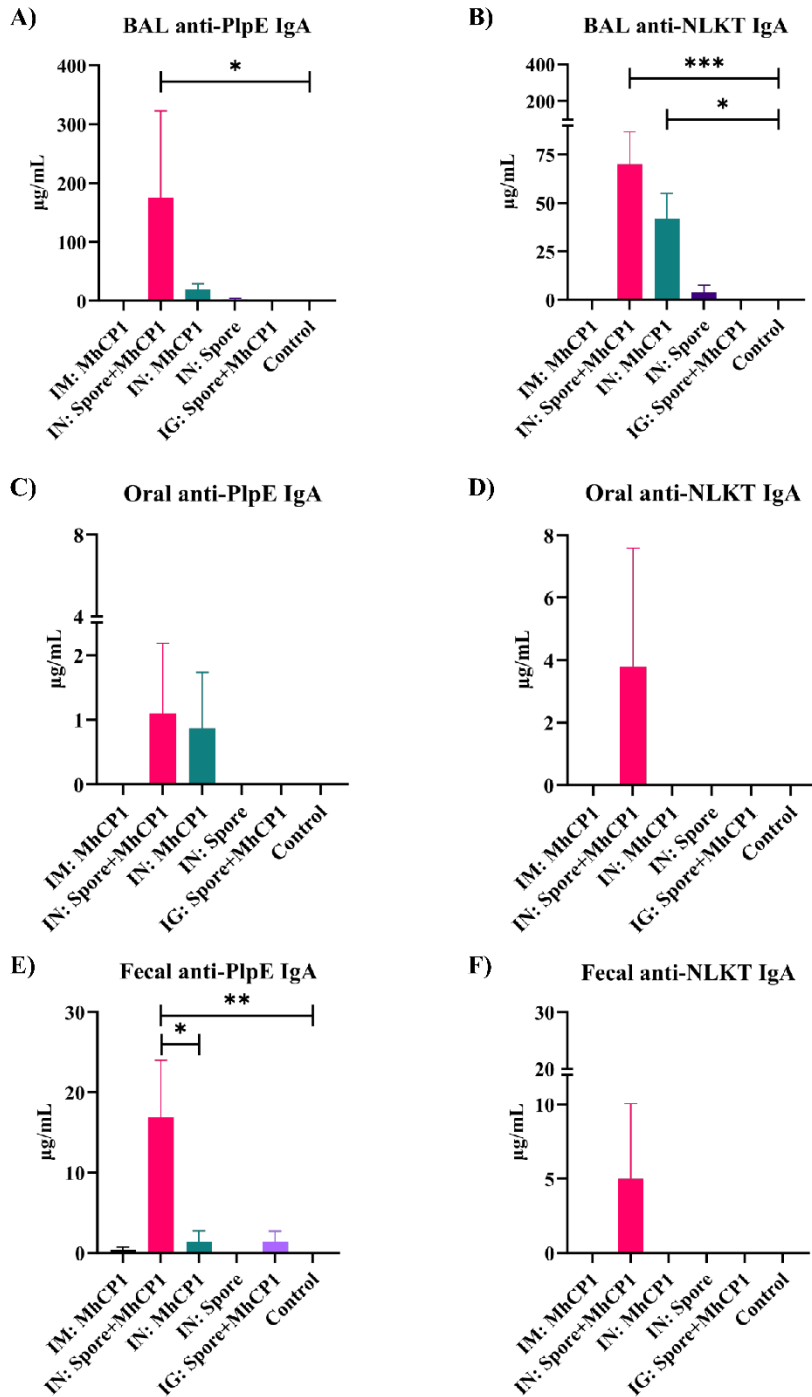 A)
BAL anti-PlpE IgA
*
400
300
200
100
0
µg/mL
IM: MhCP1
IN: Spore+MhCP1
IN: MhCP1
IN: Spore
IG: Spore+MhCP1
Control
B)
BAL anti-NLKT IgA
***
*
400
200
75
50
25
0
µg/mL
IM: MhCP1
IN: Spore+MhCP1
IN: MhCP1
IN: Spore
IG: Spore+MhCP1
Control
C)
Oral anti-PlpE IgA
8
4
2
1
0
µg/mL
IM: MhCP1
IN: Spore+MhCP1
IN: MhCP1
IN: Spore
IG: Spore+MhCP1
Control
D)
Oral anti-NLKT IgA
8
6
4
2
0
µg/mL
IM: MhCP1
IN: Spore+MhCP1
IN: MhCP1
IN: Spore
IG: Spore+MhCP1
Control
E)
Fecal anti-PlpE IgA
**
*
30
20
10
0
µg/mL
IM: MhCP1
IN: Spore+MhCP1
IN: MhCP1
IN: Spore
IG: Spore+MhCP1
Control
F)
Fecal anti-NLKT IgA
30
20
10
5
0
µg/mL
IM: MhCP1
IN: Spore+MhCP1
IN: MhCP1
IN: Spore
IG: Spore+MhCP1
Control